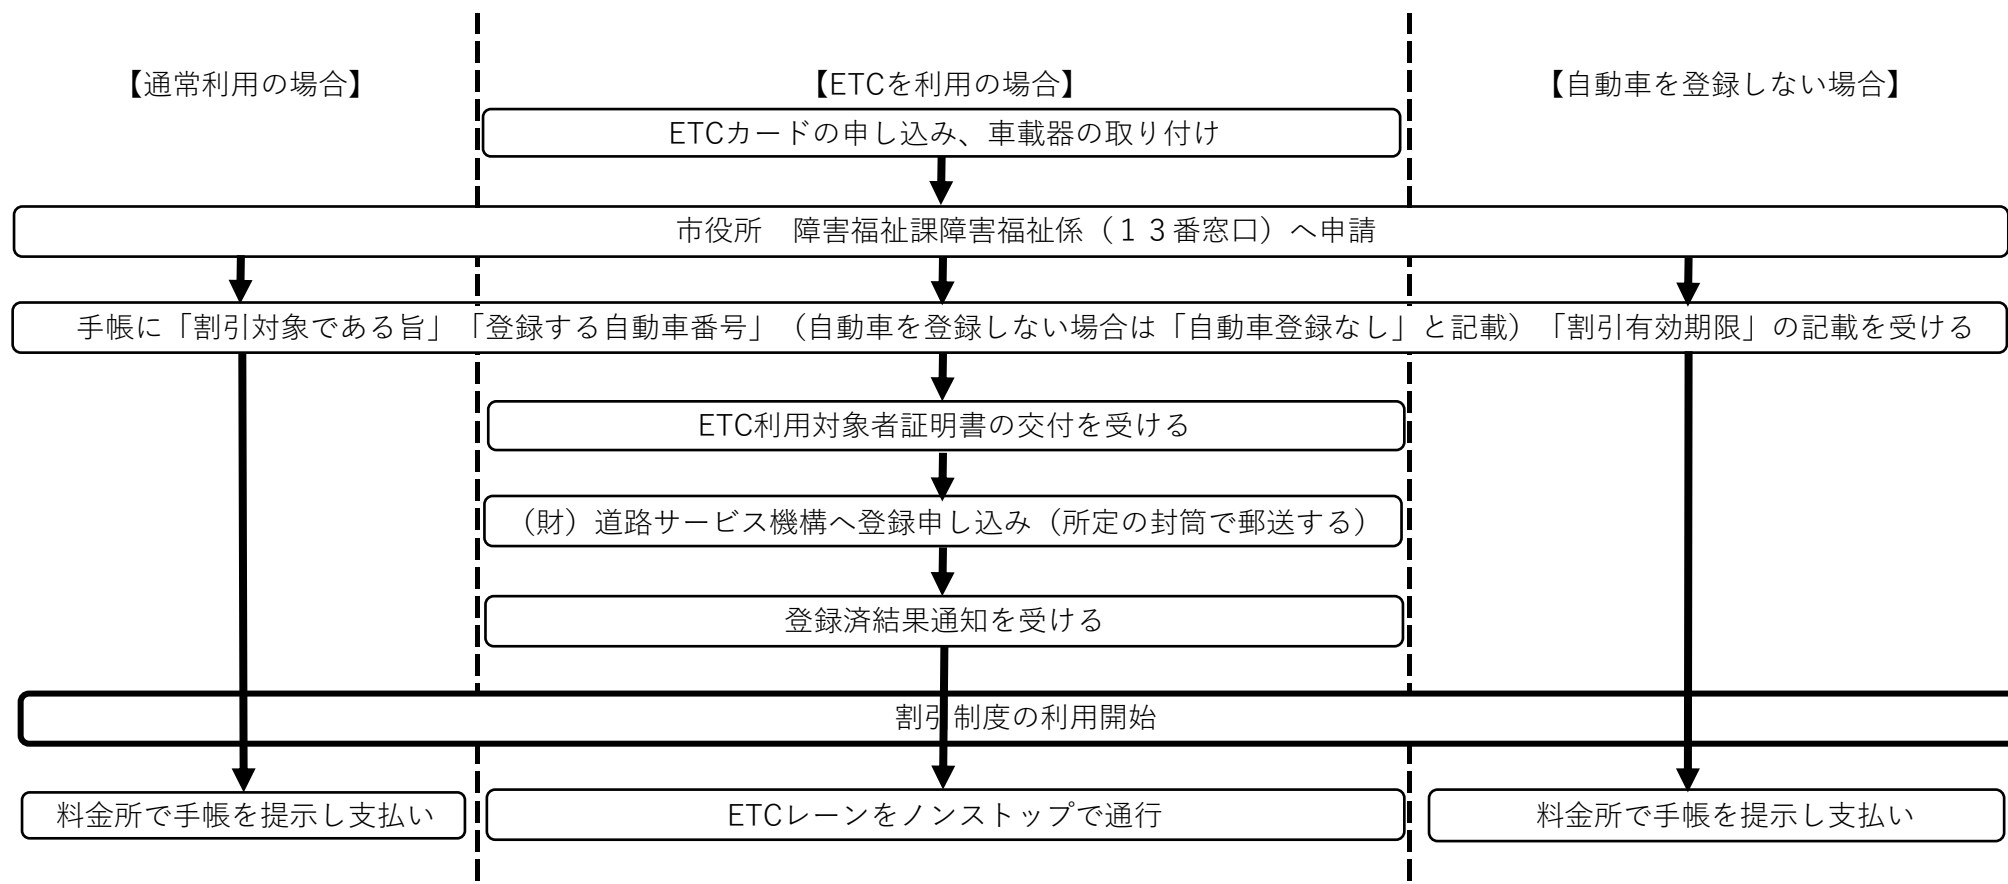 【通常利用の場合】
【ETCを利用の場合】
【自動車を登録しない場合】
ETCカードの申し込み、車載器の取り付け
市役所　障害福祉課障害福祉係（１３番窓口）へ申請
手帳に「割引対象である旨」「登録する自動車番号」（自動車を登録しない場合は「自動車登録なし」と記載）「割引有効期限」の記載を受ける
ETC利用対象者証明書の交付を受ける
（財）道路サービス機構へ登録申し込み（所定の封筒で郵送する）
登録済結果通知を受ける
割引制度の利用開始
料金所で手帳を提示し支払い
ETCレーンをノンストップで通行
料金所で手帳を提示し支払い